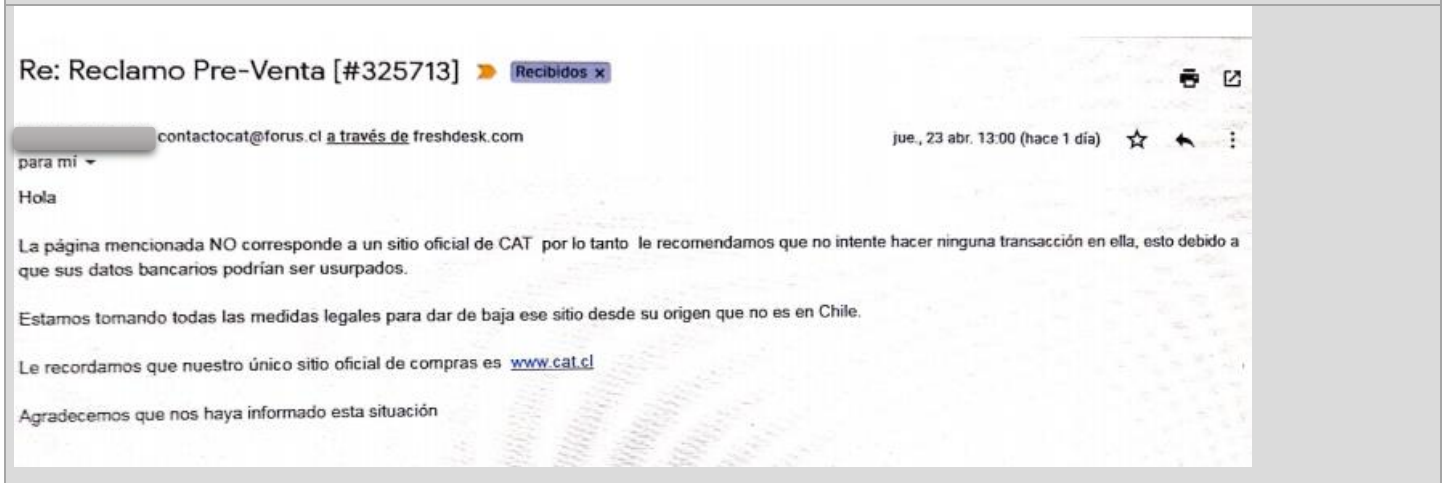 Re: Reclamo Pre-Venta [#325713] Recibidos x
contactocat@forus.cl a través de freshdesk.com jue., 23 abr. 13:00 (hace 1 día)
para mí
Hola
La página mencionada NO corresponde a un sitio oficial de CAT por lo tanto le recomendamos que no intente hacer ninguna transacción en ella, esto debido a
que sus datos bancarios podrían ser usurpados.
Estamos tomando todas las medidas legales para dar de baja ese sitio desde su origen que no es en Chile.
Le recordamos que nuestro único sitio oficial de compras es www.cat.cl
Agradecemos que nos haya informado esta situación